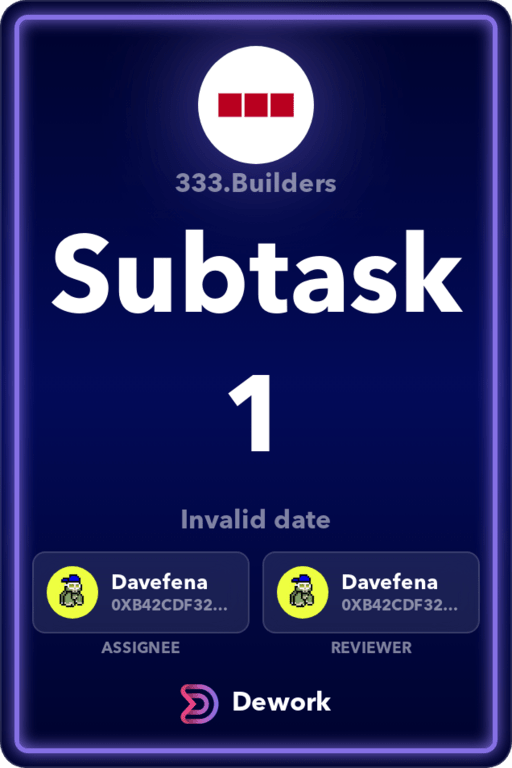 333.Builders
Subtask
1
Invalid date
Davefena
0XB42CDF32...
Davefena
0XB42CDF32...
ASSIGNEE
REVIEWER
Dework